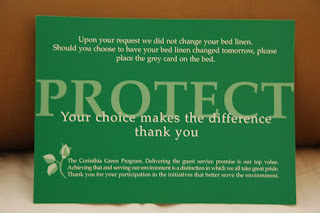 Upon your request we did not change your bed linen.
Should you choose to have your bed linen changed tomorrow, please
place the grey card on the bed.
PROTECT
Your choice makes the difference
thank you
The Corinthia Green Program. Delivering the guest service promise is our top value.
Achieving that and serving our environment is a distinction in which we all take great pride.
Thank you for your participation in the initiatives that better serve the environment.